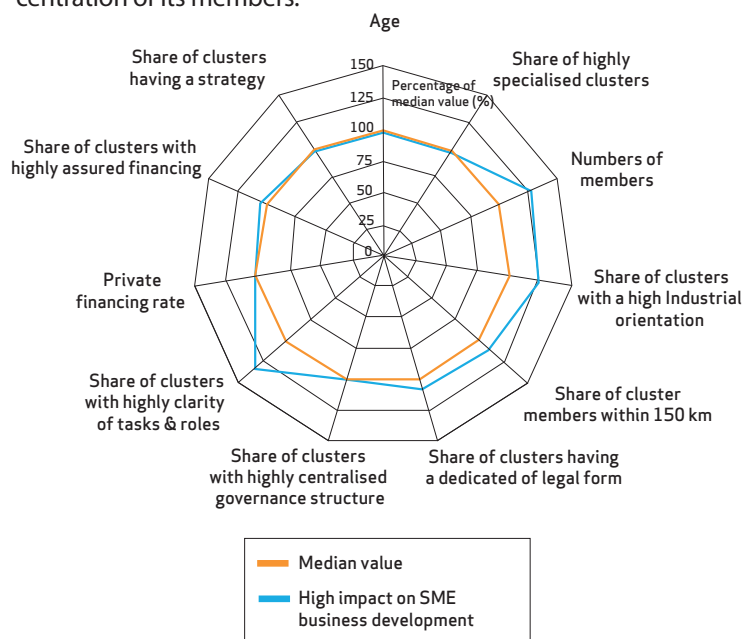 centration of its members.
Age
Share of clusters
having a strategy
Share of highly
specialised clusters
150
125
100
75
50
25
0
Percentage of
median value (%)
Share of clusters with
highly assured financing
Numbers of
members
Private
financing rate
Share of clusters
with a high Industrial
orientation
Share of clusters
with highly clarity
of tasks & roles
Share of cluster
members within 150 km
Share of clusters
with highly centralised
governance structure
Share of clusters having
a dedicated of legal form
Median value
High impact on SME
business development